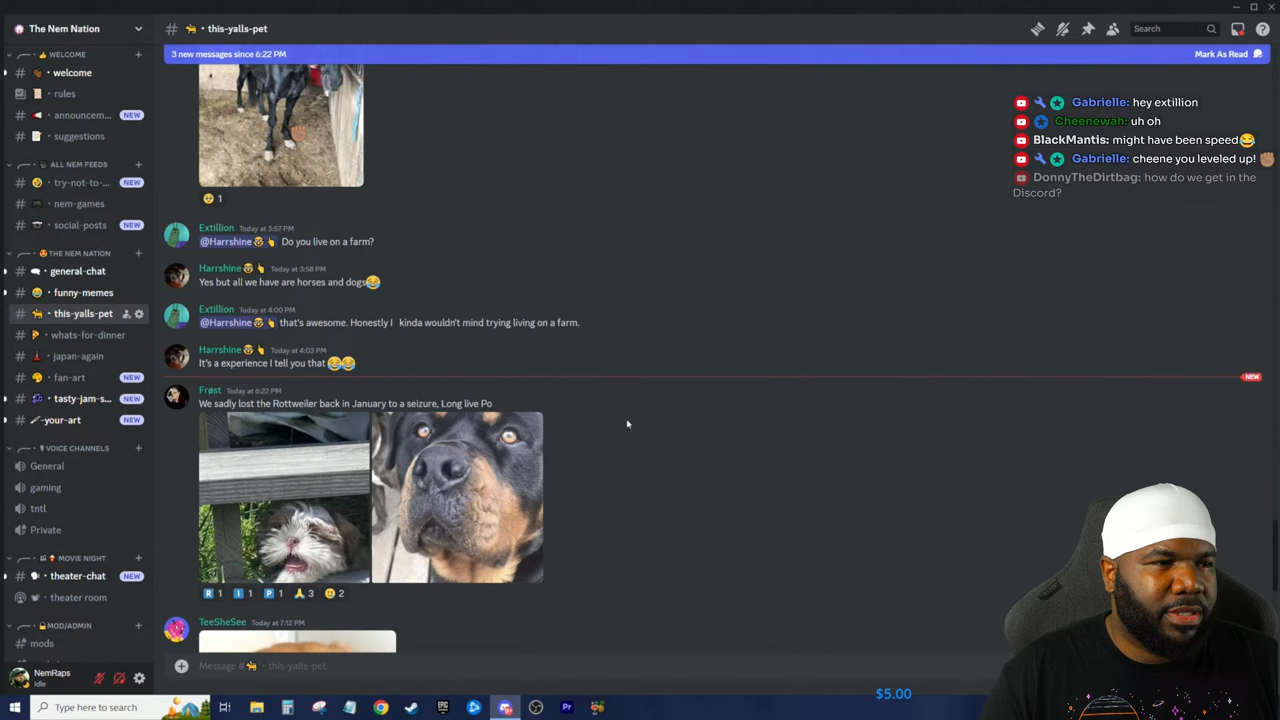 The Nem Nation
this-yalls-pet
Search
3 new messages since 6:22 PM
Mark As Read
WELCOME
welcome
rules
announcem... NEW
suggestions
ALL NEM FEEDS
try-not-to-... NEW
nem-games
social-posts NEW
THE NEM NATION
general-chat
funny-memes
this-yalls-pet
whats-for-dinner
japan-again
fan-art NEW
tasty-jam-s... NEW
-your-art NEW
VOICE CHANNELS
General
gaming
tntl
Private
MOVIE NIGHT
theater-chat NEW
theater room
MOD/ADMIN
mods
NemRaps
Idle
1
Extillion Today at 3:57 PM
@Harrshine Do you live on a farm?
Harrshine Today at 3:58 PM
Yes but all we have are horses and dogs😂
Extillion Today at 4:00 PM
@Harrshine that's awesome. Honestly I kinda wouldn't mind trying living on a farm.
Harrshine Today at 4:03 PM
It's a experience I tell you that 😂😂
NEW
Frøst Today at 6:22 PM
We sadly lost the Rottweiler back in January to a seizure, Long live Po
R 1 I 1 P 1 🙏 3 2
TeeSheSee Today at 7:12 PM
Message # this-yalls-pet
Gabrielle: hey extillion
Cheenewah: uh oh
BlackMantis: might have been speed😂
Gabrielle: cheene you leveled up!
DonnyTheDirtbag: how do we get in the
Discord?
$5.00
Type here to search
EPIC
Pr